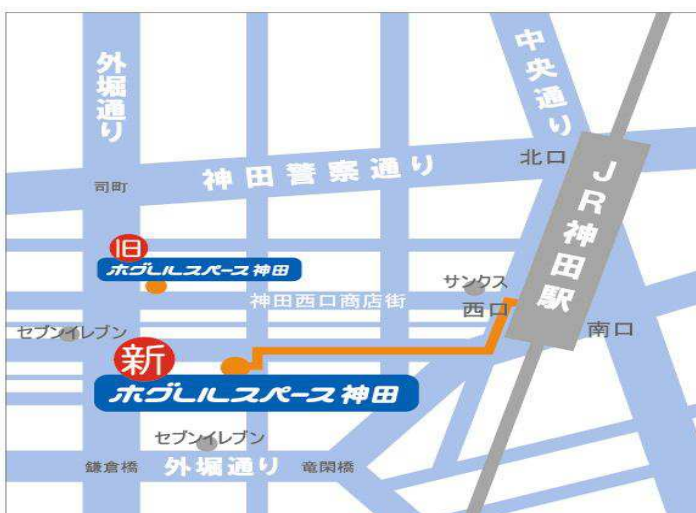 外堀通り
中央通り
神田警察通り
北口
司町
JR神田駅
旧
ホグレルスペース神田
サンクス
神田西口商店街
西口
南口
セブンイレブン
新
ホグレルスペース神田
セブンイレブン
鎌倉橋
外堀通り
竜閑橋